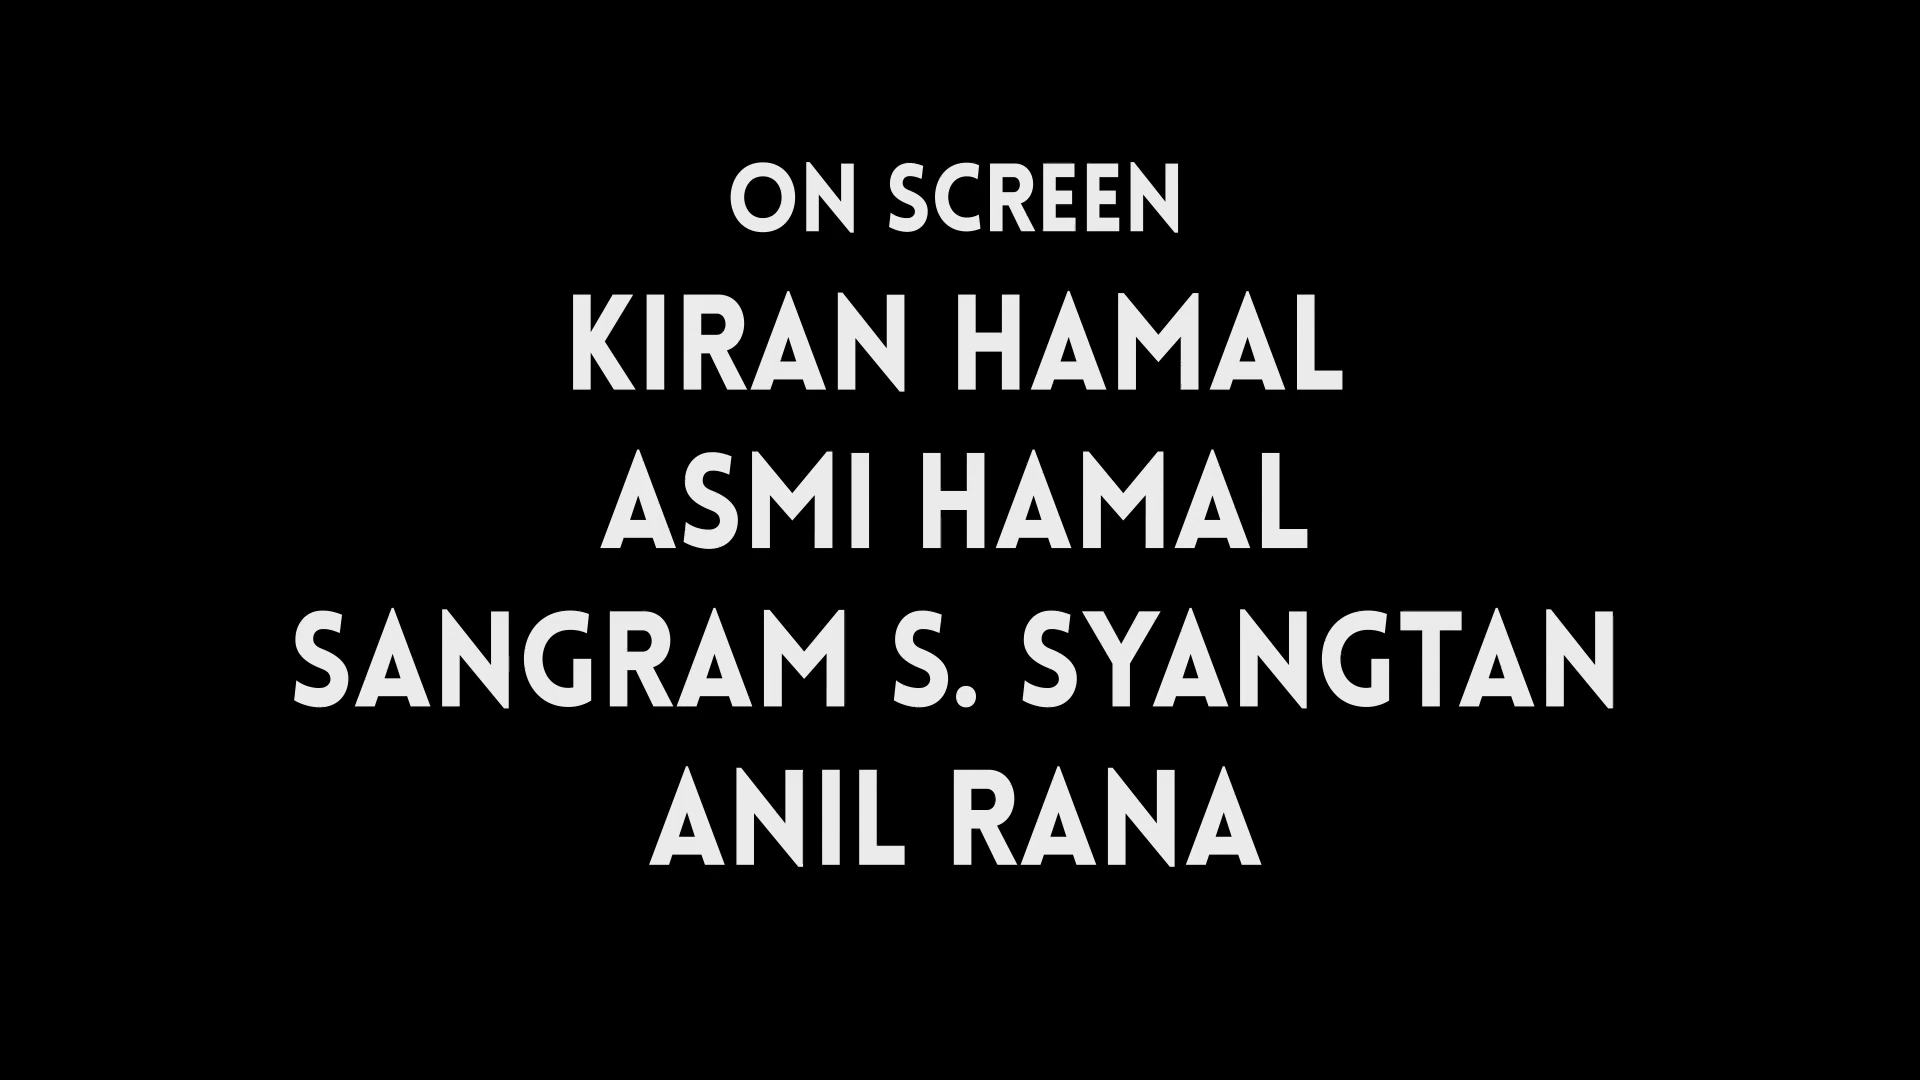 ON SCREEN
KIRAN HAMAL
ASMI HAMAL
SANGRAM S. SYANGTAN
ANIL RANA